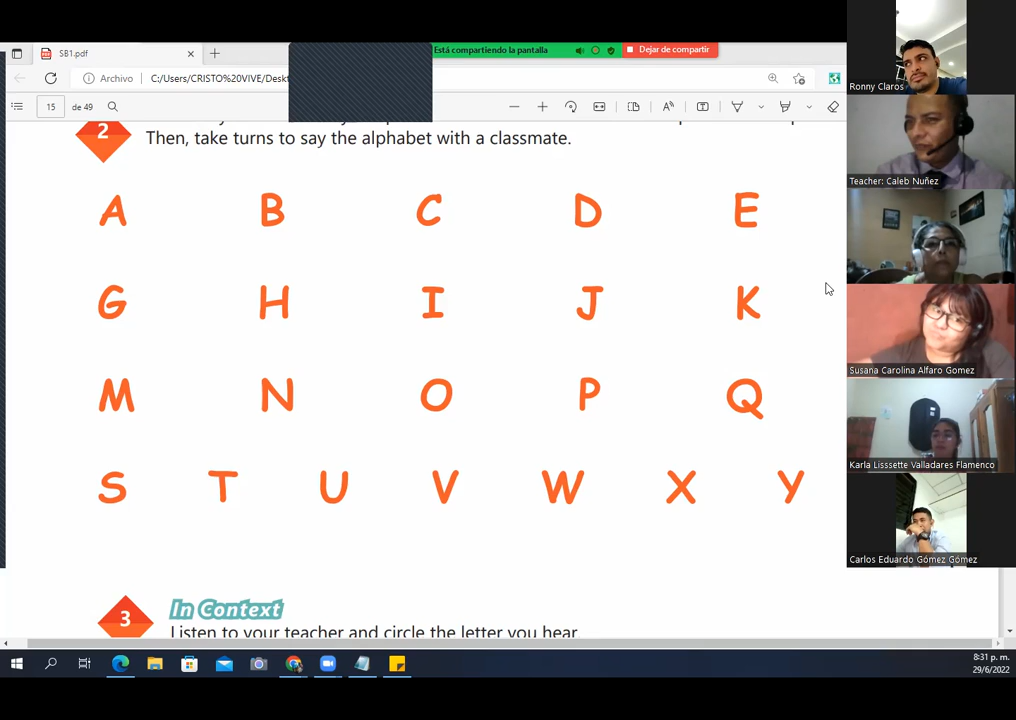 SB1.pdf
Está compartiendo la pantalla
Dejar de compartir
Archivo
C:/Users/CRISTO%20VIVE/Desk
15
de 49
2
Then, take turns to say the alphabet with a classmate.
A B C D E
G H I J K
M N O P Q
S T U V W X Y
3
In Context
Listen to your teacher and circle the letter you hear.
Ronny Claros
Teacher: Caleb Nuñez
Susana Carolina Alfaro Gomez
Karla Lisssette Valladares Flamenco
Carlos Eduardo Gómez Gómez
8:31 p. m.
29/6/2022